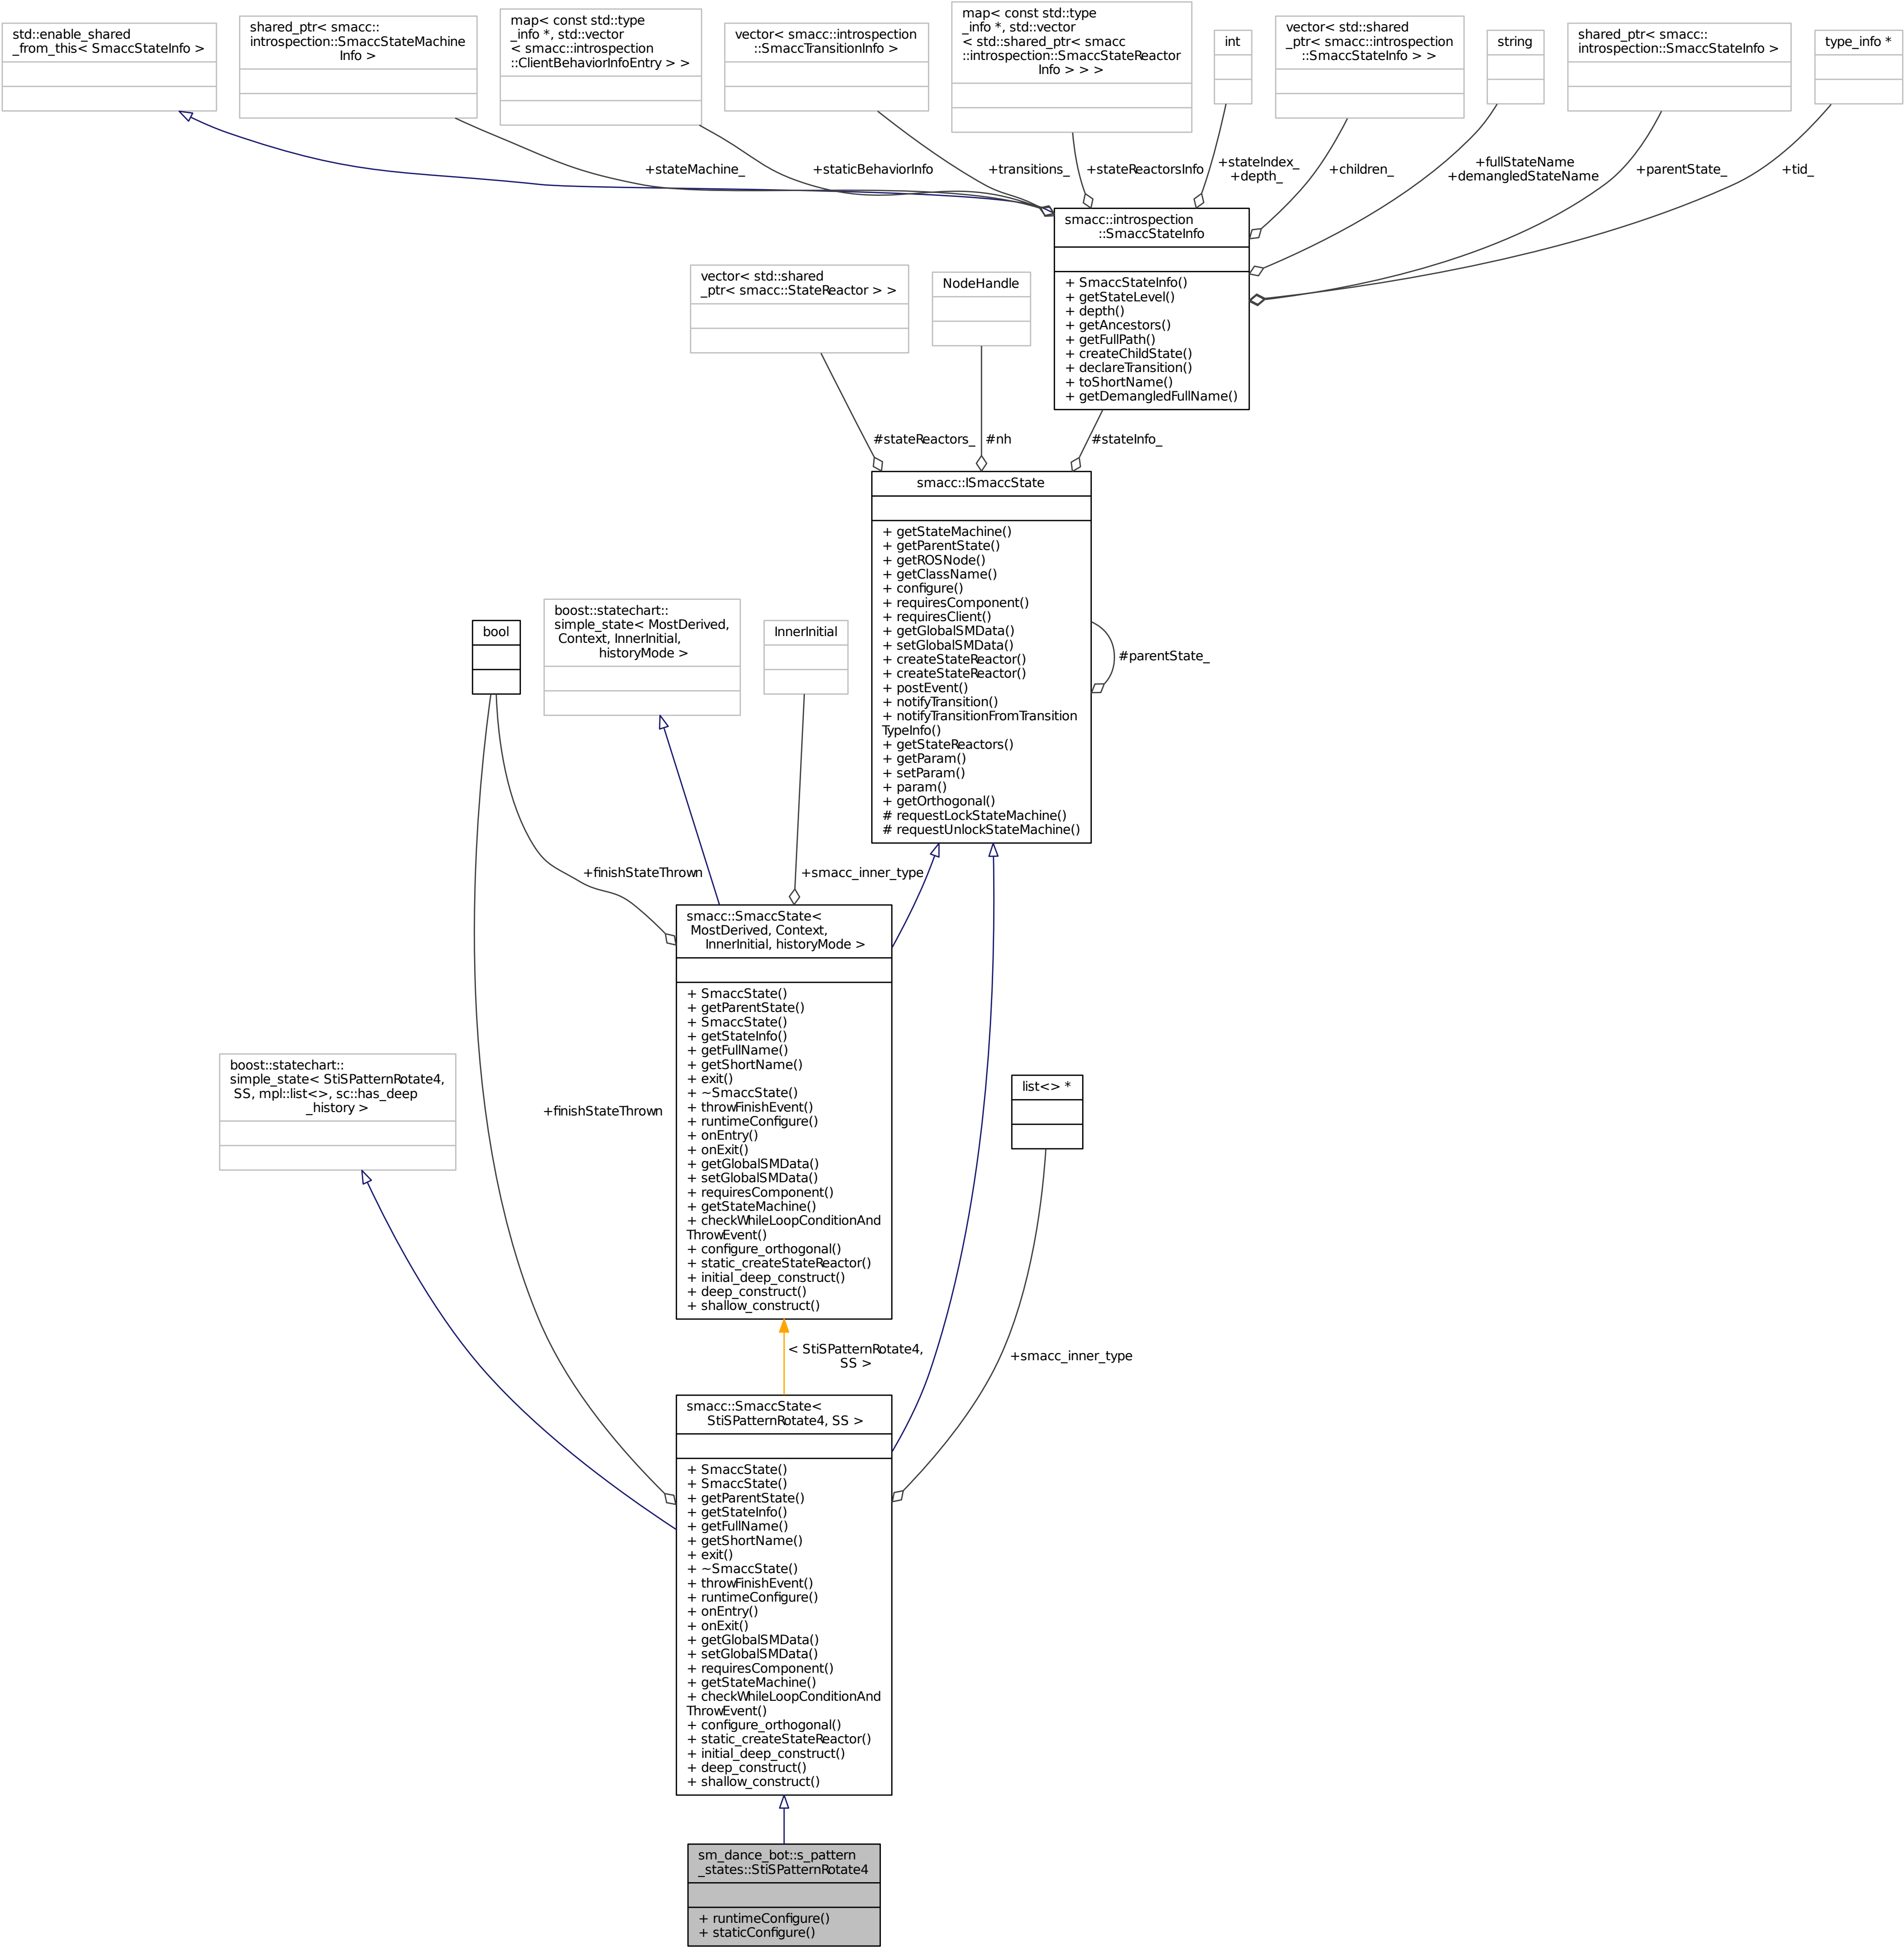 std::enable_shared
_from_this< SmaccStateInfo >
shared_ptr< smacc::
introspection::SmaccStateMachine
Info >
map< const std::type
_info *, std::vector
< smacc::introspection
::ClientBehaviorInfoEntry > >
vector< smacc::introspection
::SmaccTransitionInfo >
map< const std::type
_info *, std::vector
< std::shared_ptr< smacc
::introspection::SmaccStateReactor
Info > > >
int
vector< std::shared
_ptr< smacc::introspection
::SmaccStateInfo > >
string
shared_ptr< smacc::
introspection::SmaccStateInfo >
type_info *
+stateMachine_
+staticBehaviorInfo
+transitions_
+stateReactorsInfo
+stateIndex_
+depth_
+children_
+fullStateName
+demangledStateName
+parentState_
+tid_
smacc::introspection
::SmaccStateInfo
+ SmaccStateInfo()
+ getStateLevel()
+ depth()
+ getAncestors()
+ getFullPath()
+ createChildState()
+ declareTransition()
+ toShortName()
+ getDemangledFullName()
vector< std::shared
_ptr< smacc::StateReactor > >
NodeHandle
#stateReactors_
#nh
#stateInfo_
smacc::ISmaccState
+ getStateMachine()
+ getParentState()
+ getROSNode()
+ getClassName()
+ configure()
+ requiresComponent()
+ requiresClient()
+ getGlobalSMData()
+ setGlobalSMData()
+ createStateReactor()
+ createStateReactor()
+ postEvent()
+ notifyTransition()
+ notifyTransitionFromTransition
TypeInfo()
+ getStateReactors()
+ getParam()
+ setParam()
+ param()
+ getOrthogonal()
# requestLockStateMachine()
# requestUnlockStateMachine()
#parentState_
bool
boost::statechart::
simple_state< MostDerived,
Context, InnerInitial,
historyMode >
InnerInitial
+finishStateThrown
+smacc_inner_type
smacc::SmaccState<
MostDerived, Context,
InnerInitial, historyMode >
+ SmaccState()
+ getParentState()
+ SmaccState()
+ getStateInfo()
+ getFullName()
+ getShortName()
+ exit()
+ ~SmaccState()
+ throwFinishEvent()
+ runtimeConfigure()
+ onEntry()
+ onExit()
+ getGlobalSMData()
+ setGlobalSMData()
+ requiresComponent()
+ getStateMachine()
+ checkWhileLoopConditionAnd
ThrowEvent()
+ configure_orthogonal()
+ static_createStateReactor()
+ initial_deep_construct()
+ deep_construct()
+ shallow_construct()
boost::statechart::
simple_state< StiSPatternRotate4,
SS, mpl::list<>, sc::has_deep
_history >
+finishStateThrown
list<> *
< StiSPatternRotate4,
SS >
+smacc_inner_type
smacc::SmaccState<
StiSPatternRotate4, SS >
+ SmaccState()
+ SmaccState()
+ getParentState()
+ getStateInfo()
+ getFullName()
+ getShortName()
+ exit()
+ ~SmaccState()
+ throwFinishEvent()
+ runtimeConfigure()
+ onEntry()
+ onExit()
+ getGlobalSMData()
+ setGlobalSMData()
+ requiresComponent()
+ getStateMachine()
+ checkWhileLoopConditionAnd
ThrowEvent()
+ configure_orthogonal()
+ static_createStateReactor()
+ initial_deep_construct()
+ deep_construct()
+ shallow_construct()
sm_dance_bot::s_pattern
_states::StiSPatternRotate4
+ runtimeConfigure()
+ staticConfigure()